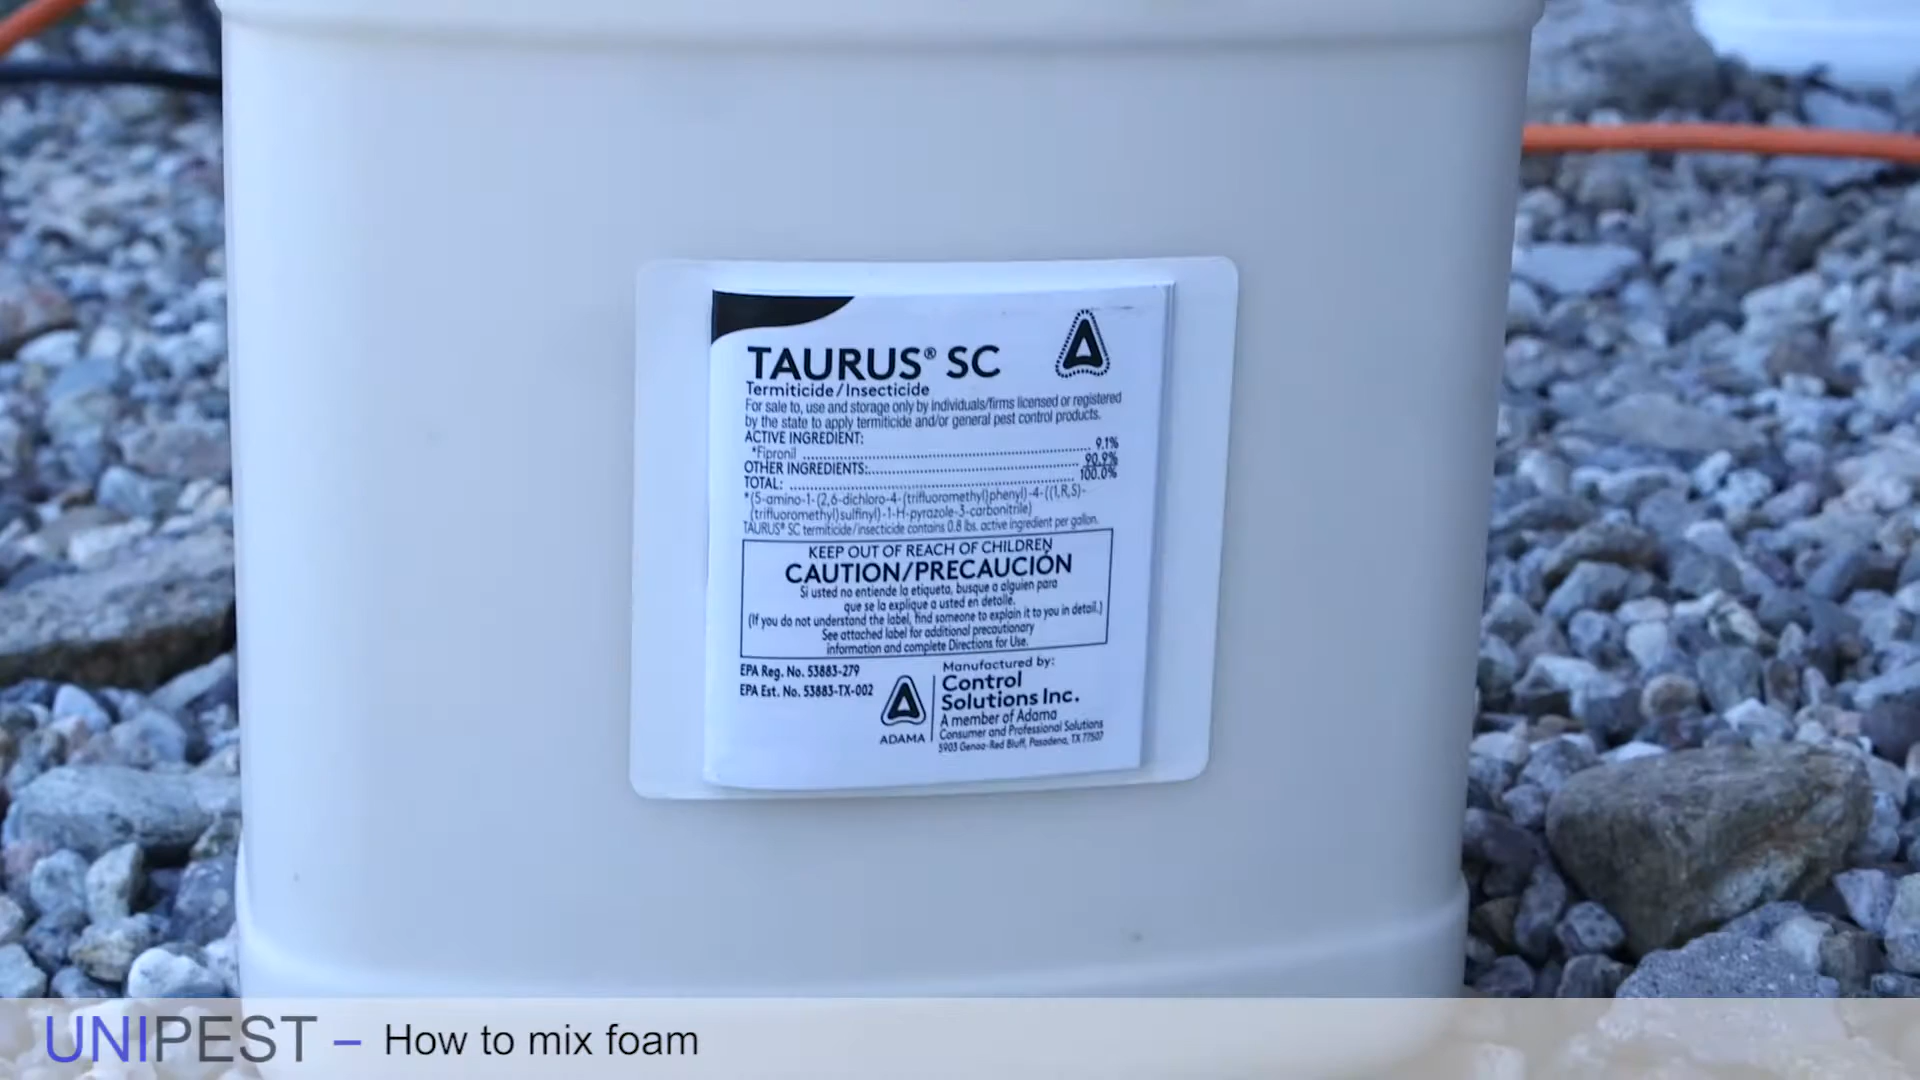 TAURUS® SC
Termiticide/Insecticide
For sale to, use and storage only by individuals/firms licensed or registered
by the state to apply termiticide and/or general pest control products.
ACTIVE INGREDIENT:
*Fipronil ........................................................ 9.1%
OTHER INGREDIENTS:........................................ 90.9%
TOTAL: ........................................................ 100.0%
*(5-amino-1-(2,6-dichloro-4-(trifluoromethyl)phenyl)-4-((1,R,S)-
(trifluoromethyl)sulfinyl)-1-H-pyrazole-3-carbonitrile)
TAURUS® SC termiticide/insecticide contains 0.8 lbs. active ingredient per gallon.
KEEP OUT OF REACH OF CHILDREN
CAUTION/PRECAUCIÓN
Si usted no entiende la etiqueta, busque a alguien para
que se la explique a usted en detalle.
(If you do not understand the label, find someone to explain it to you in detail.)
See attached label for additional precautionary
information and complete Directions for Use.
EPA Reg. No. 53883-279
EPA Est. No. 53883-TX-002
ADAMA
Manufactured by:
Control
Solutions Inc.
A member of Adama
Consumer and Professional Solutions
5903 Genoa-Red Bluff, Pasadena, TX 77507
UNIPEST – How to mix foam